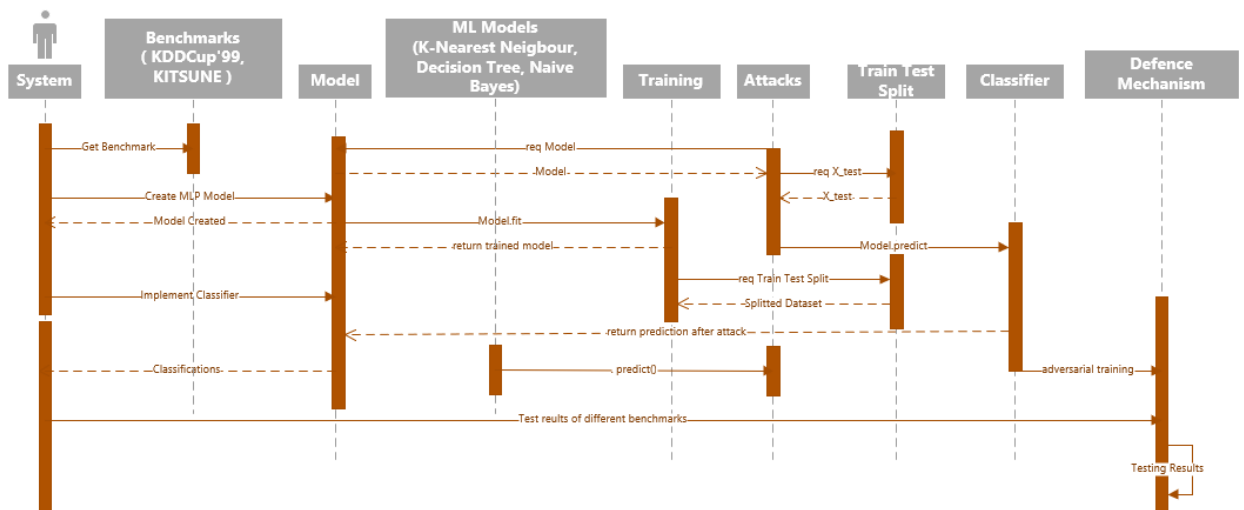 System
Benchmarks
( KDDCup'99,
KITSUNE )
Model
ML Models
(K-Nearest Neigbour,
Decision Tree, Naive
Bayes)
Training
Attacks
Train Test
Split
Classifier
Defence
Mechanism
Get Benchmark
req Model
Model
req X_test
Create MLP Model
X_test
Model Created
Model.fit
return trained model
Model.predict
req Train Test Split
Implement Classifier
Splitted Dataset
return prediction after attack
Classifications
predict()
adversarial training
Test reults of different benchmarks
Testing Results